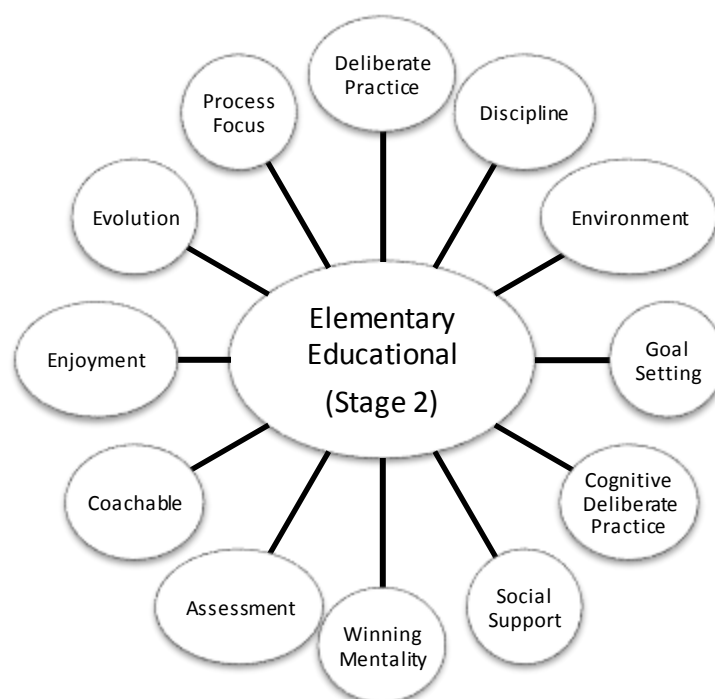 Deliberate
Practice
Discipline
Environment
Goal
Setting
Cognitive
Deliberate
Practice
Social
Support
Winning
Mentality
Assessment
Coachable
Enjoyment
Evolution
Process
Focus
Elementary
Educational
(Stage 2)